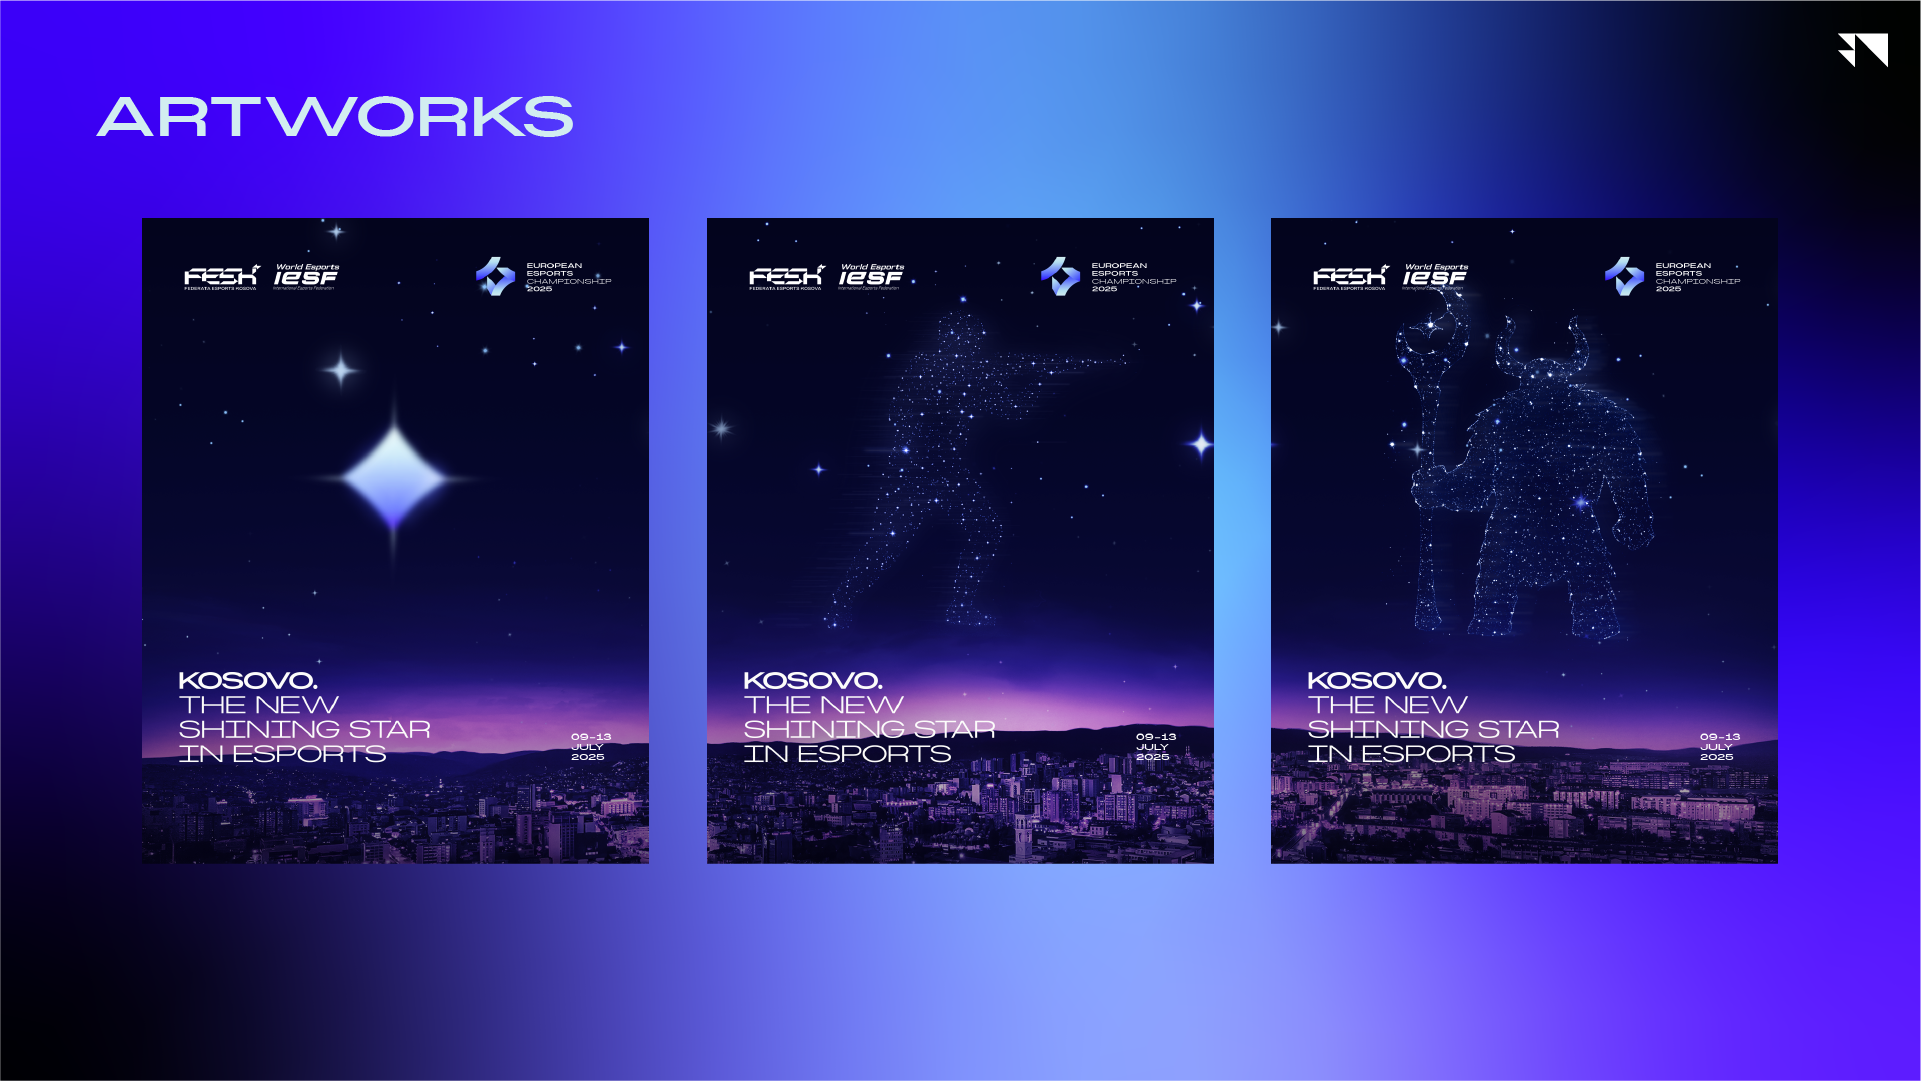 ARTWORKS
FESK
FEDERATA ESPORTS KOSOVA
World Esports
IESF
International Esports Federation
EUROPEAN
ESPORTS
CHAMPIONSHIP
2025
KOSOVO.
THE NEW
SHINING STAR
IN ESPORTS
09-13
JULY
2025
FESK
FEDERATA ESPORTS KOSOVA
World Esports
IESF
International Esports Federation
EUROPEAN
ESPORTS
CHAMPIONSHIP
2025
KOSOVO.
THE NEW
SHINING STAR
IN ESPORTS
09-13
JULY
2025
FESK
FEDERATA ESPORTS KOSOVA
World Esports
IESF
International Esports Federation
EUROPEAN
ESPORTS
CHAMPIONSHIP
2025
KOSOVO.
THE NEW
SHINING STAR
IN ESPORTS
09-13
JULY
2025